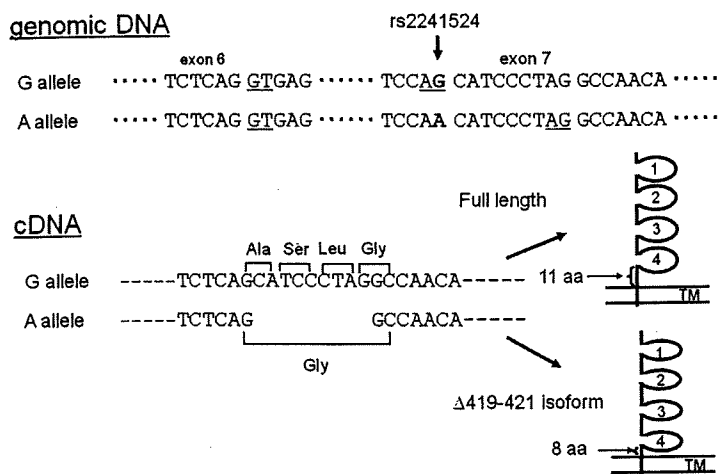 genomic DNA
rs2241524
exon 6
exon 7
G allele ······ TCTCAG GTGAG ······ TCCAG CATCCCTAG GCCAACA ······
A allele ······ TCTCAG GTGAG ······ TCCAA CATCCCTAG GCCAACA ······
cDNA
Full length
Ala Ser Leu Gly
G allele ------TCTCAGCATCCCTAGGCCAACA------
A allele ------TCTCAG GCCAACA------
Gly
Δ419-421 isoform
1
2
3
4
11 aa
TM
1
2
3
4
8 aa
TM